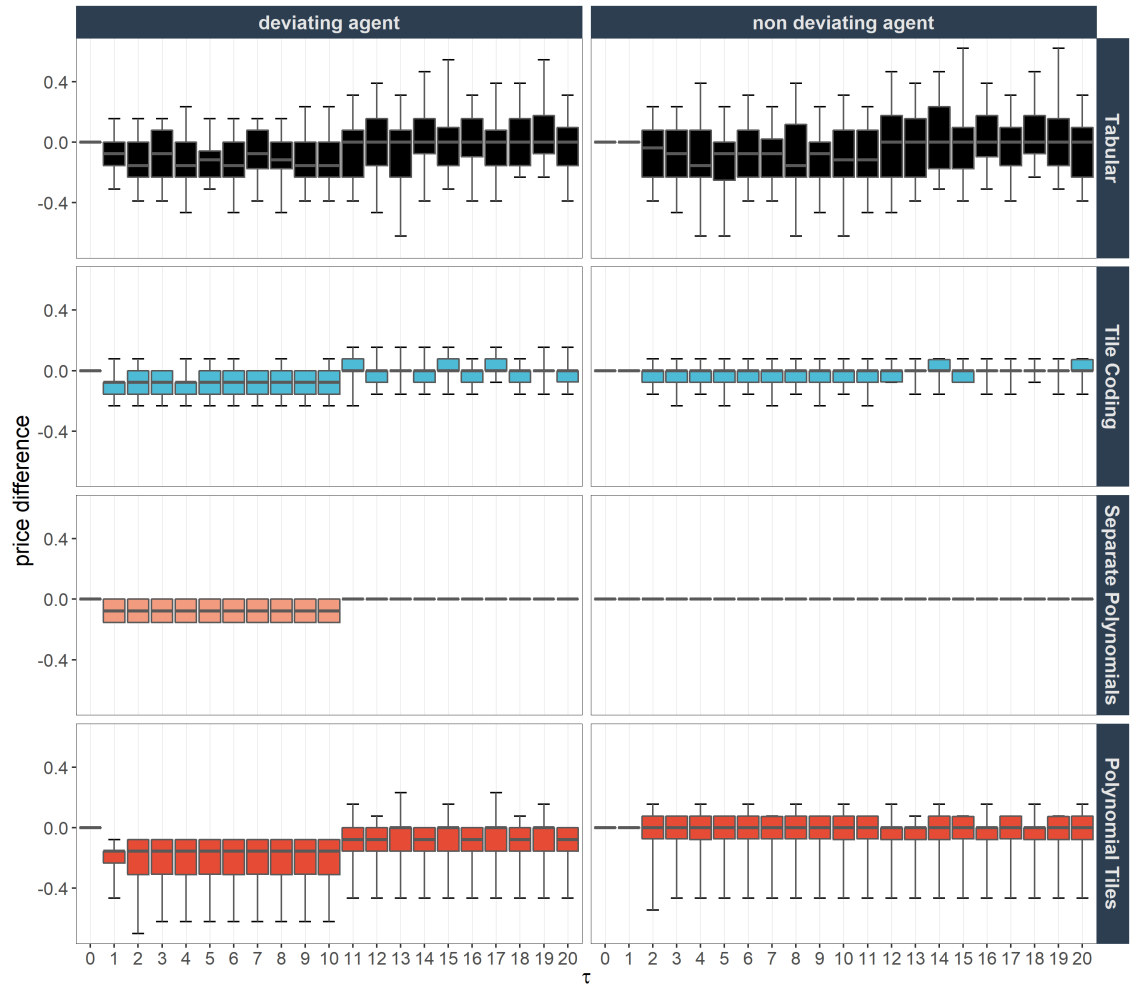 deviating agent
non deviating agent
0.4
0.0
-0.4
Tabular
0.4
0.0
-0.4
Tile Coding
price difference
0.4
0.0
-0.4
Separate Polynomials
0.4
0.0
-0.4
Polynomial Tiles
0 1 2 3 4 5 6 7 8 9 10 11 12 13 14 15 16 17 18 19 20
0 1 2 3 4 5 6 7 8 9 10 11 12 13 14 15 16 17 18 19 20
τ